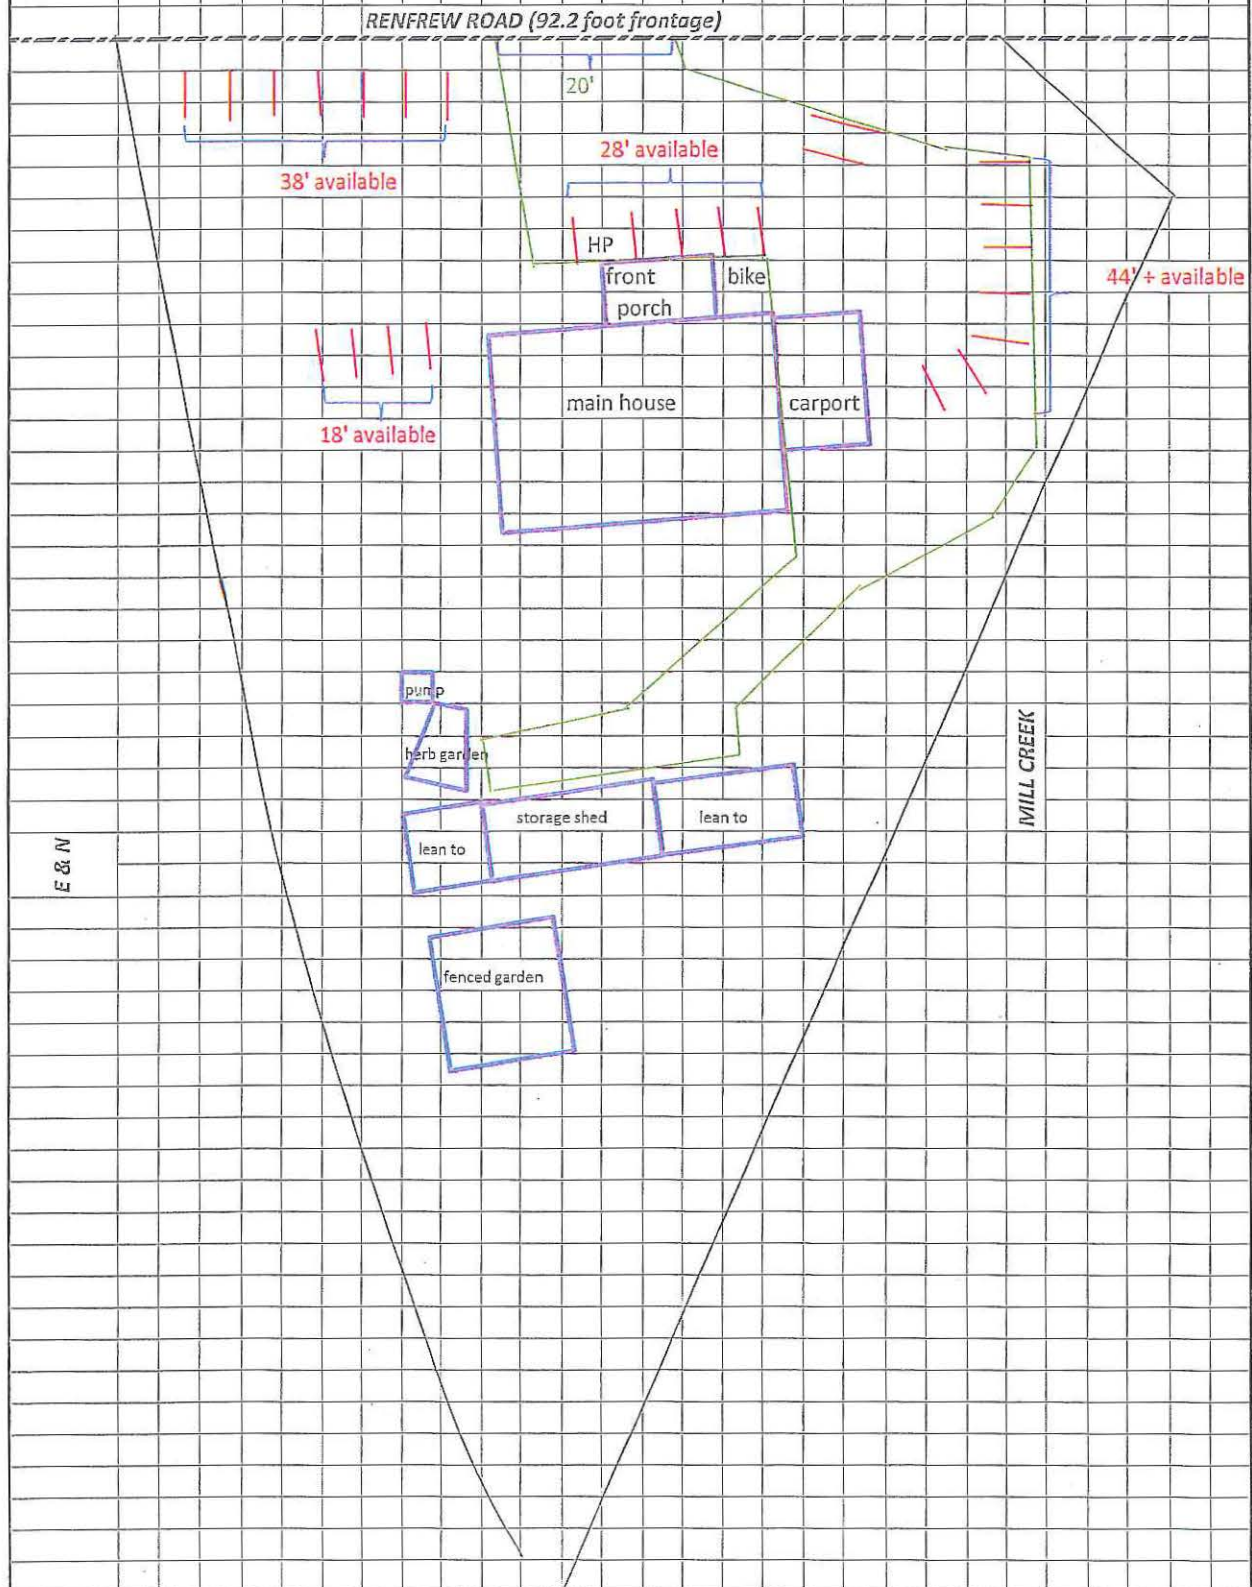 RENFREW ROAD (92.2 foot frontage)
20'
28' available
38' available
HP
front
porch
bike
44' + available
main house
carport
18' available
pump
herb garden
MILL CREEK
storage shed
lean to
lean to
E & N
fenced garden